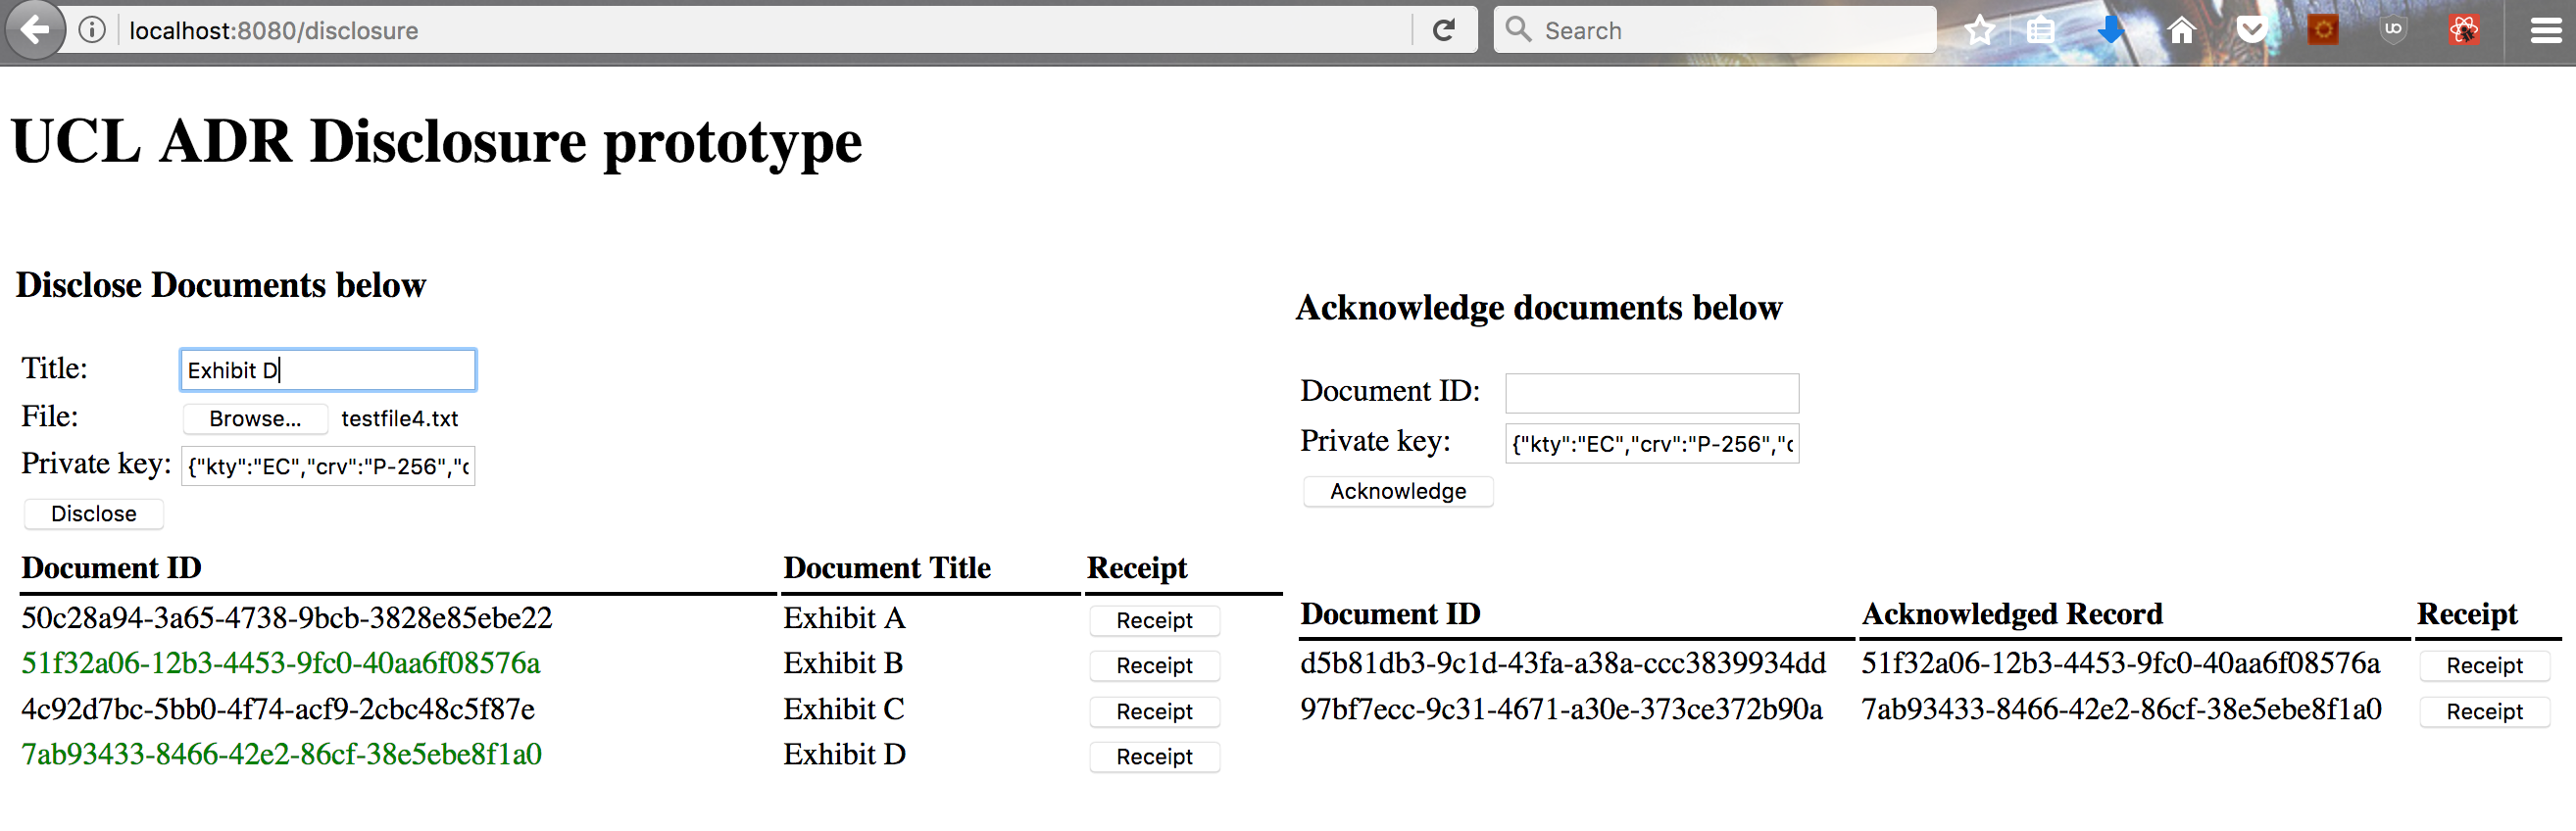 localhost:8080/disclosure
Search
UCL ADR Disclosure prototype
Disclose Documents below
Title: Exhibit D
File: Browse... testfile4.txt
Private key: {"kty":"EC","crv":"P-256","c
Disclose
Document ID Document Title Receipt
50c28a94-3a65-4738-9bcb-3828e85ebe22 Exhibit A Receipt
51f32a06-12b3-4453-9fc0-40aa6f08576a Exhibit B Receipt
4c92d7bc-5bb0-4f74-acf9-2cbc48c5f87e Exhibit C Receipt
7ab93433-8466-42e2-86cf-38e5ebe8f1a0 Exhibit D Receipt
Acknowledge documents below
Document ID:
Private key: {"kty":"EC","crv":"P-256","c
Acknowledge
Document ID Acknowledged Record Receipt
d5b81db3-9c1d-43fa-a38a-ccc3839934dd 51f32a06-12b3-4453-9fc0-40aa6f08576a Receipt
97bf7ecc-9c31-4671-a30e-373ce372b90a 7ab93433-8466-42e2-86cf-38e5ebe8f1a0 Receipt